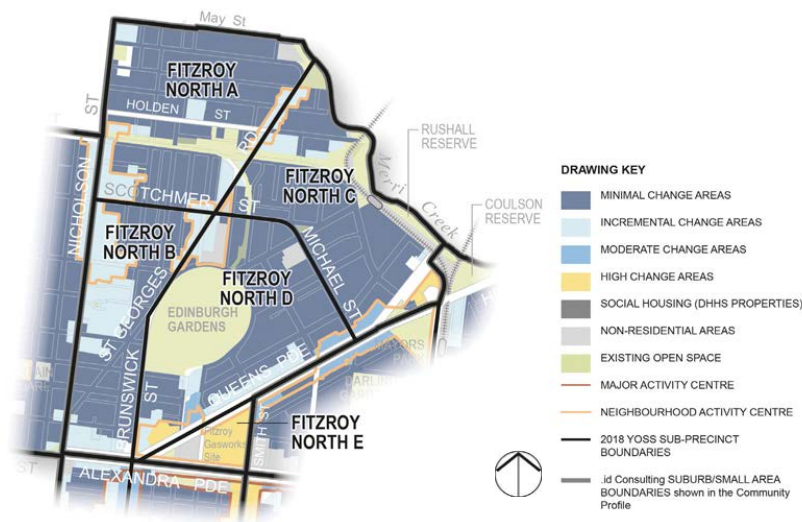 May St
FITZROY
NORTH A
HOLDEN ST
ST
RD
RUSHALL
RESERVE
Merri Creek
SCOTCHMER ST
FITZROY
NORTH C
COULSON
RESERVE
NICHOLSON
FITZROY
NORTH B
MICHAEL ST
FITZROY
NORTH D
EDINBURGH
GARDENS
ST GEORGES
QUEENS PDE
BRUNSWICK ST
FITZROY
NORTH E
Fitzroy
Gasworks
Site
SMITH ST
ST
ALEXANDRA PDE
DRAWING KEY
MINIMAL CHANGE AREAS
INCREMENTAL CHANGE AREAS
MODERATE CHANGE AREAS
HIGH CHANGE AREAS
SOCIAL HOUSING (DHHS PROPERTIES)
NON-RESIDENTIAL AREAS
EXISTING OPEN SPACE
MAJOR ACTIVITY CENTRE
NEIGHBOURHOOD ACTIVITY CENTRE
2018 YOSS SUB-PRECINCT
BOUNDARIES
.id Consulting SUBURB/SMALL AREA
BOUNDARIES shown in the Community
Profile